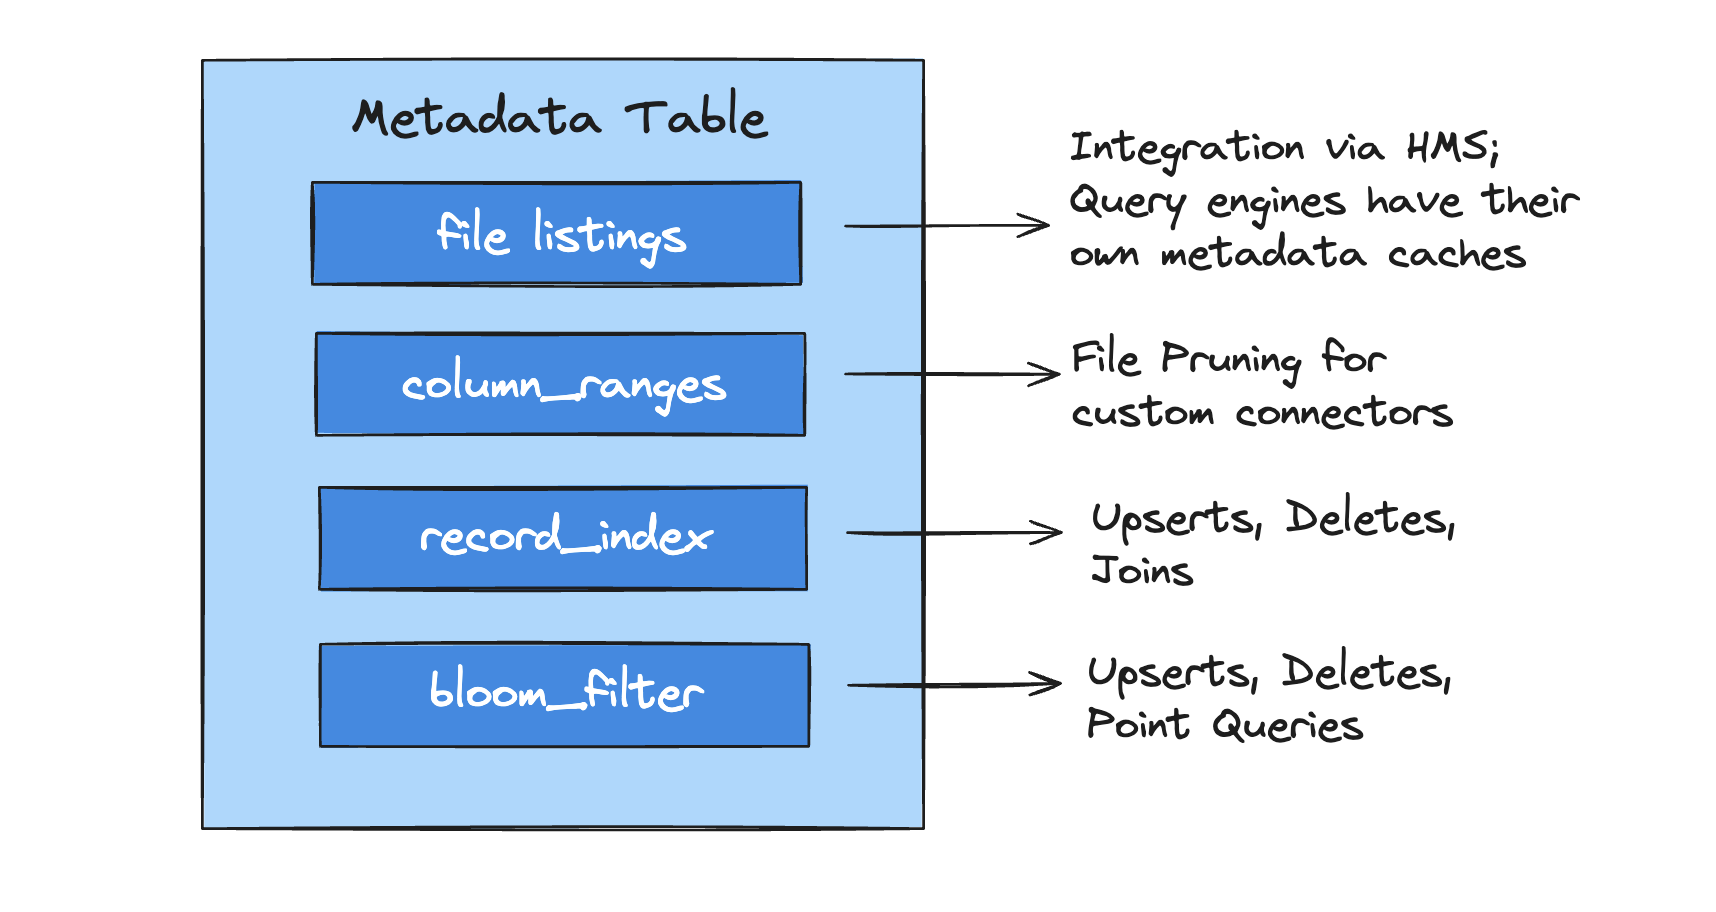 Metadata Table
file listings
Integration via HMS;
Query engines have their
own metadata caches
column_ranges
File Pruning for
custom connectors
record_index
Upserts, Deletes,
Joins
bloom_filter
Upserts, Deletes,
Point Queries